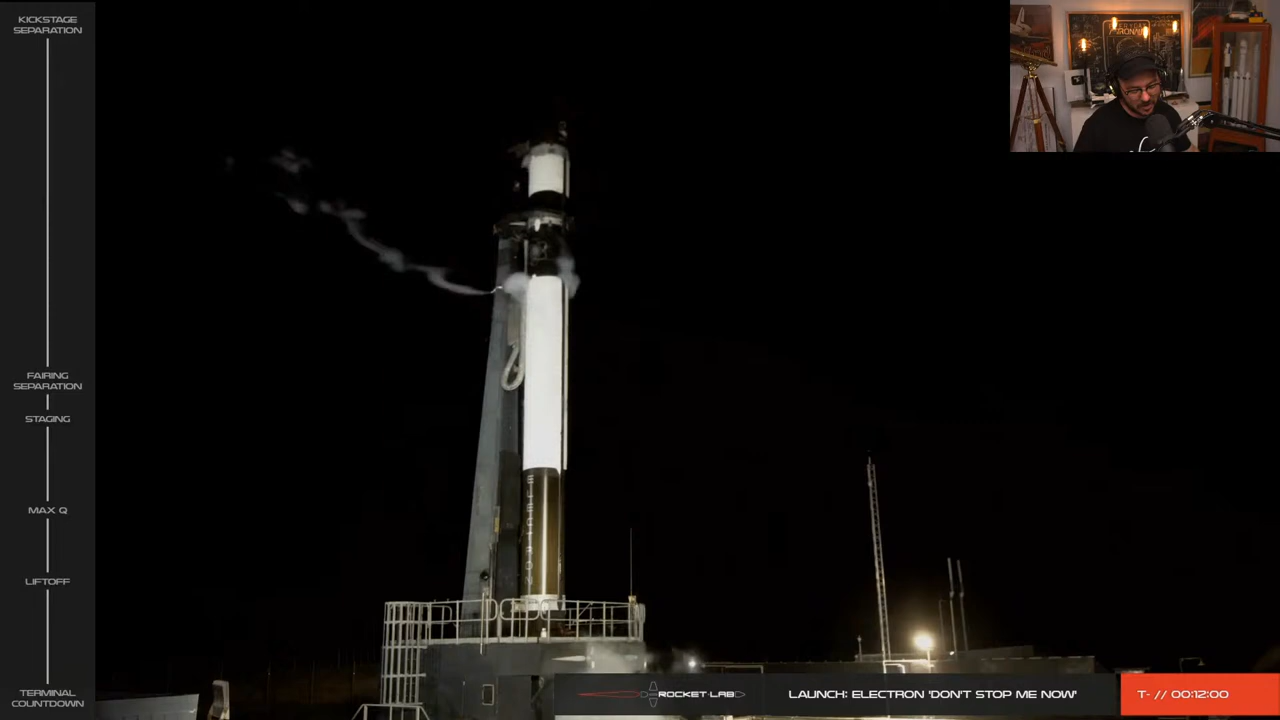 KICKSTAGE
SEPARATION
FAIRING
SEPARATION
STAGING
MAX Q
LIFTOFF
TERMINAL
COUNTDOWN
ROCKET LAB
LAUNCH: ELECTRON 'DON'T STOP ME NOW'
T- // 00:12:00